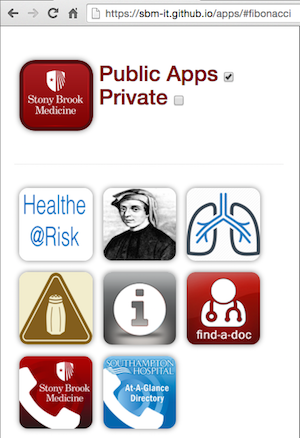 https://sbm-it.github.io/apps/#fibonacci
Stony Brook
Medicine
Public Apps
Private
Healthe
@Risk
i
find-a-doc
Stony Brook
Medicine
SOUTHAMPTON
HOSPITAL
At-A-Glance
Directory